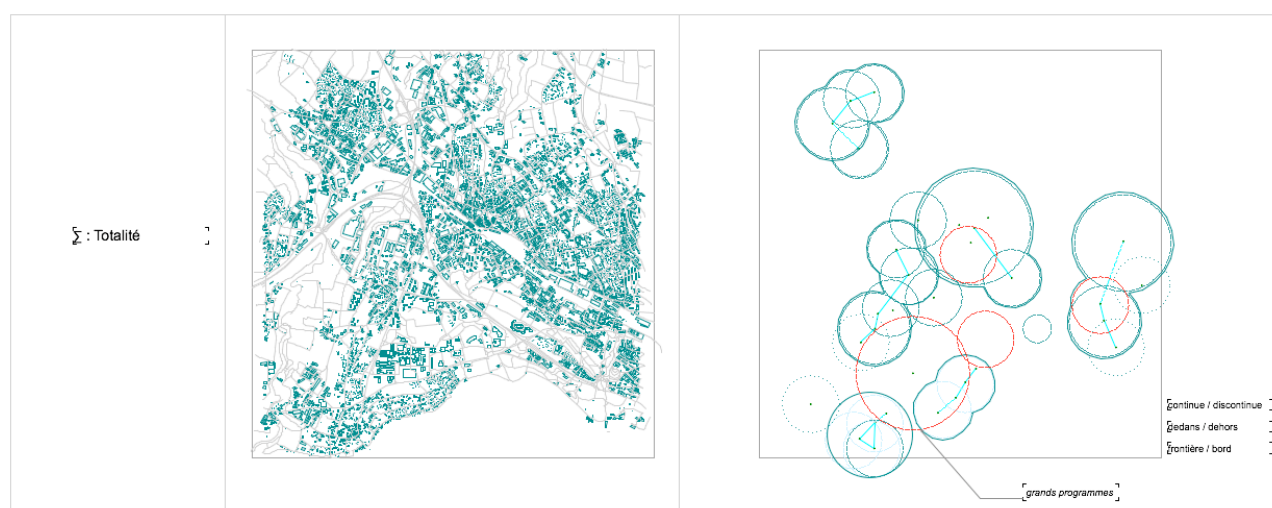 ∑ : Totalité
continue / discontinue
dedans / dehors
frontière / bord
grands programmes